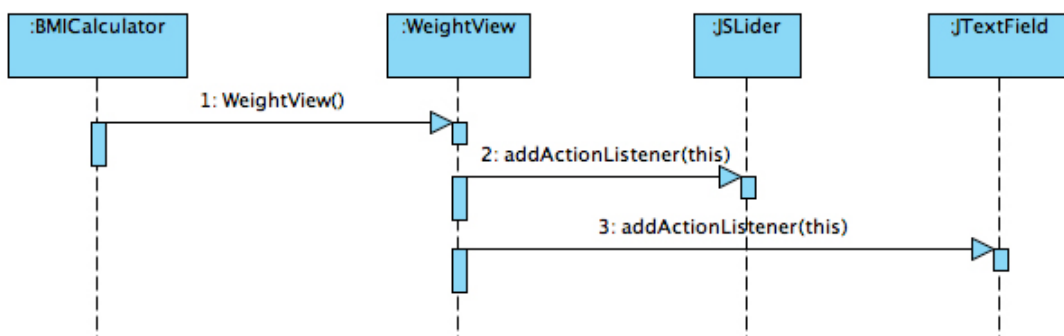 :BMICalculator
:WeightView
:JSLider
:JTextField
1: WeightView()
2: addActionListener(this)
3: addActionListener(this)